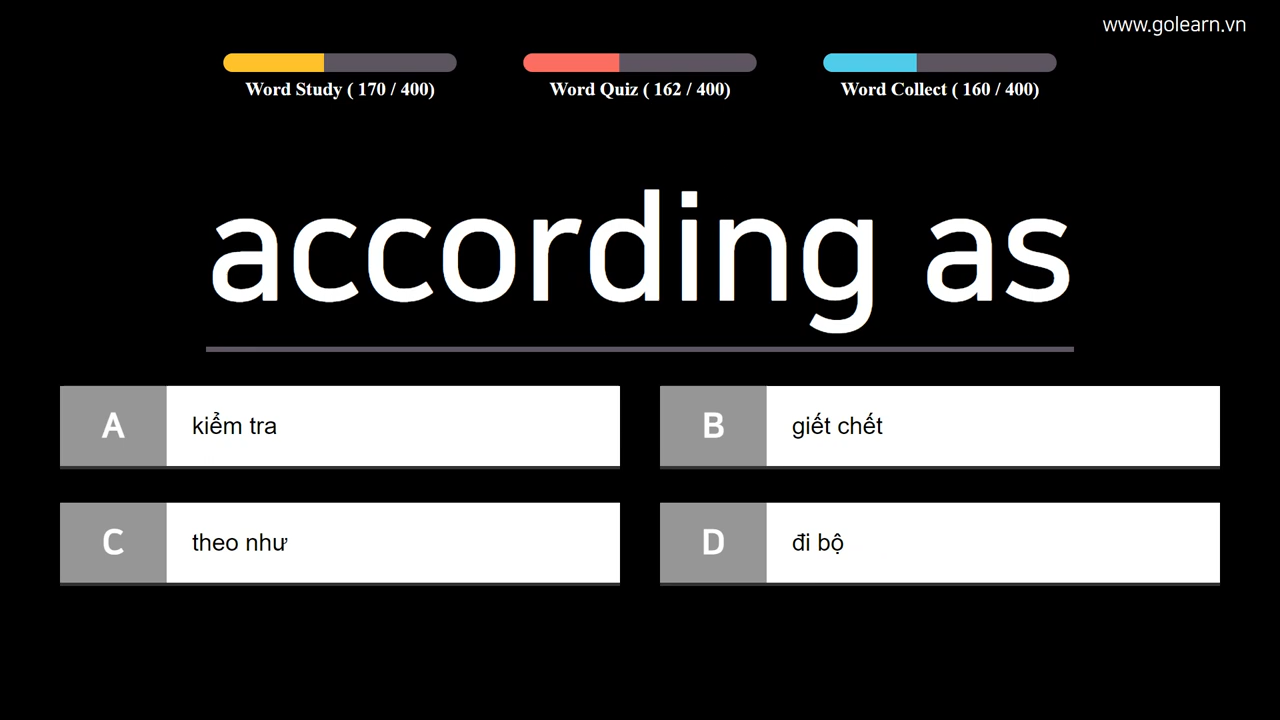 www.golearn.vn
Word Study ( 170 / 400)
Word Quiz ( 162 / 400)
Word Collect ( 160 / 400)
according as
A
kiểm tra
B
giết chết
C
theo như
D
đi bộ